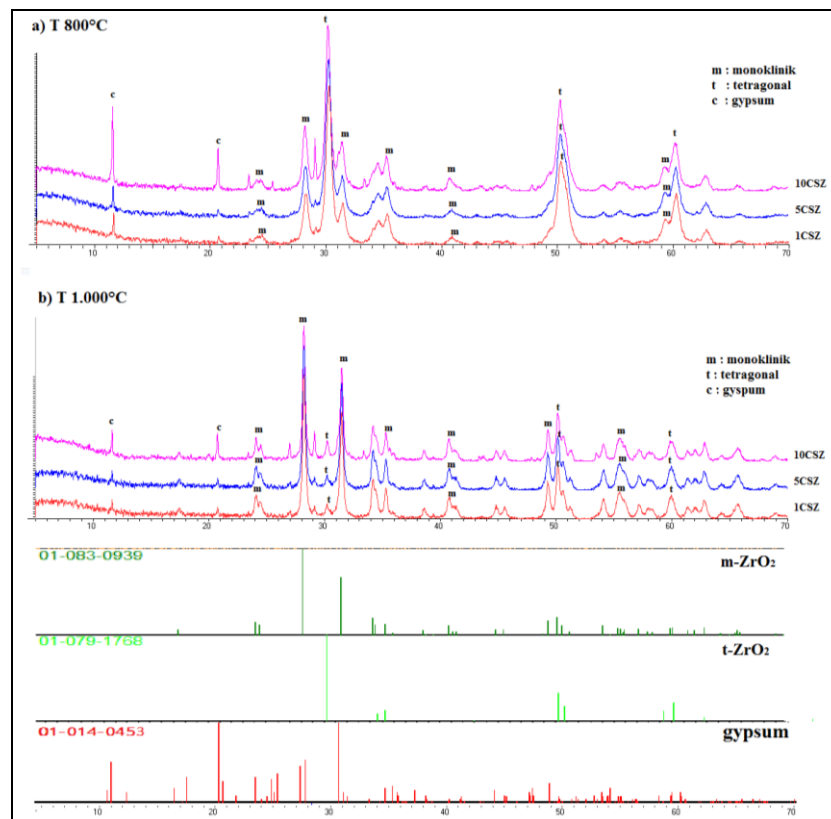 a) T 800°C
m : monoklinik
t : tetragonal
c : gypsum
c
c
m
m
t
m
m
m
t
t
t
m
m
m
t
m
m
10CSZ
5CSZ
1CSZ
10
20
30
40
50
60
70
b) T 1.000°C
m : monoklinik
t : tetragonal
c : gyspum
c
c
m
m
t
m
m
m
m
t
m
t
10CSZ
m
t
m
t
m
t
5CSZ
m
t
m
t
m
t
1CSZ
10
20
30
40
50
60
70
01-083-0939
m-ZrO₂
01-079-1768
t-ZrO₂
01-014-0453
gypsum
10
20
30
40
50
60
70